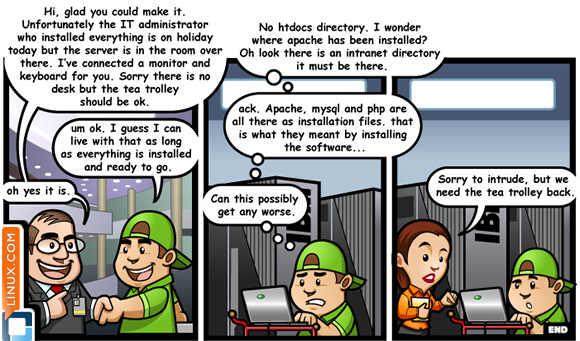 Hi, glad you could make it.
Unfortunately the IT administrator
who installed everything is on holiday
today but the server is in the room over
there. I've connected a monitor and
keyboard for you. Sorry there is no
desk but the tea trolley
should be ok.
um ok. I guess I can
live with that as long
as everything is installed
and ready to go.
oh yes it is.
No htdocs directory. I wonder
where apache has been installed?
Oh look there is an intranet directory
it must be there.
ack. Apache, mysql and php are
all there as installation files. that
is what they meant by installing
the software...
Can this possibly
get any worse.
Sorry to intrude, but we
need the tea trolley back.
IBM
END
LINUX.COM